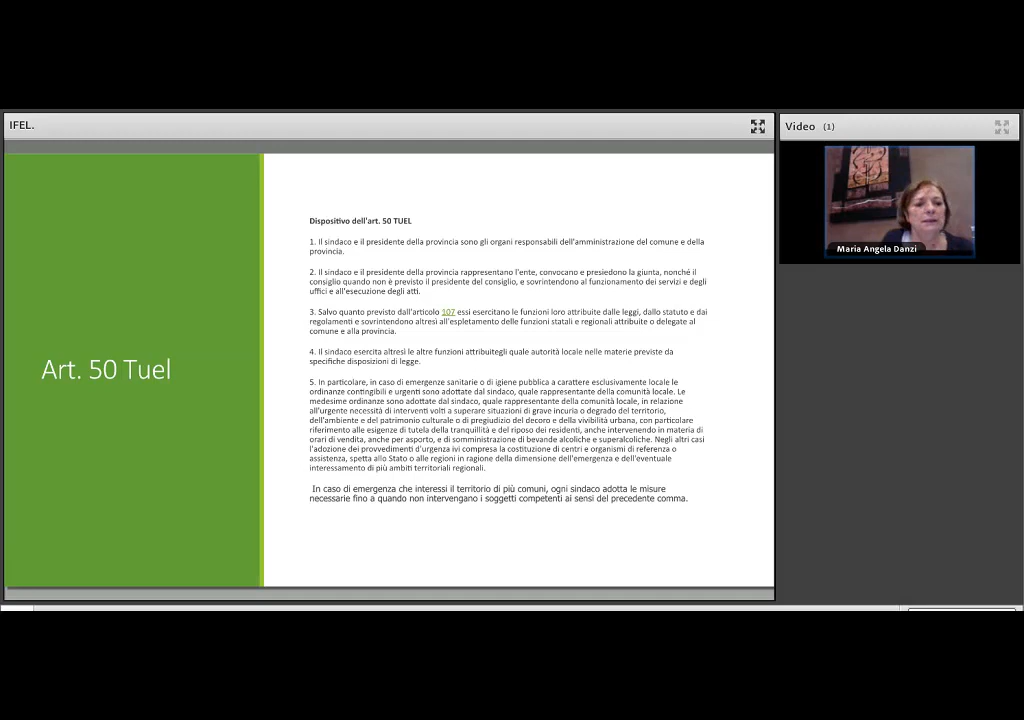 IFEL.
Video (1)
Maria Angela Danzi
Art. 50 Tuel
Dispositivo dell'art. 50 TUEL
1. Il sindaco e il presidente della provincia sono gli organi responsabili dell'amministrazione del comune e della
provincia.
2. Il sindaco e il presidente della provincia rappresentano l'ente, convocano e presiedono la giunta, nonché il
consiglio quando non è previsto il presidente del consiglio, e sovrintendono al funzionamento dei servizi e degli
uffici e all'esecuzione degli atti.
3. Salvo quanto previsto dall'articolo 107 essi esercitano le funzioni loro attribuite dalle leggi, dallo statuto e dai
regolamenti e sovrintendono altresì all'espletamento delle funzioni statali e regionali attribuite o delegate al
comune e alla provincia.
4. Il sindaco esercita altresì le altre funzioni attribuitegli quale autorità locale nelle materie previste da
specifiche disposizioni di legge.
5. In particolare, in caso di emergenze sanitarie o di igiene pubblica a carattere esclusivamente locale le
ordinanze contingibili e urgenti sono adottate dal sindaco, quale rappresentante della comunità locale. Le
medesime ordinanze sono adottate dal sindaco, quale rappresentante della comunità locale, in relazione
all'urgente necessità di interventi volti a superare situazioni di grave incuria o degrado del territorio,
dell'ambiente e del patrimonio culturale o di pregiudizio del decoro e della vivibilità urbana, con particolare
riferimento alle esigenze di tutela della tranquillità e del riposo dei residenti, anche intervenendo in materia di
orari di vendita, anche per asporto, e di somministrazione di bevande alcoliche e superalcoliche. Negli altri casi
l'adozione dei provvedimenti d'urgenza ivi compresa la costituzione di centri e organismi di referenza o
assistenza, spetta allo Stato o alle regioni in ragione della dimensione dell'emergenza e dell'eventuale
interessamento di più ambiti territoriali regionali.
In caso di emergenza che interessi il territorio di più comuni, ogni sindaco adotta le misure
necessarie fino a quando non intervengano i soggetti competenti ai sensi del precedente comma.